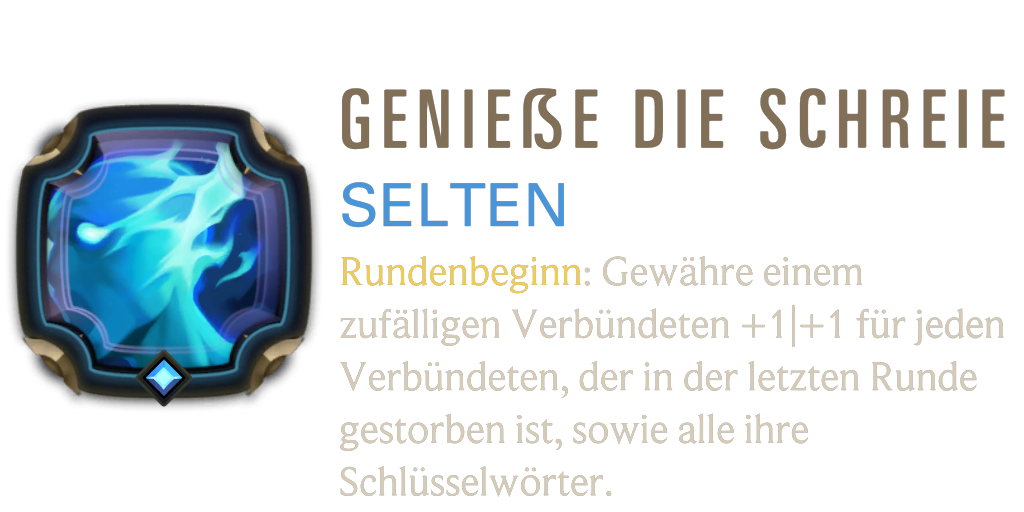 GENIEẞE DIE SCHREIE
SELTEN
Rundenbeginn: Gewähre einem
zufälligen Verbündeten +1|+1 für jeden
Verbündeten, der in der letzten Runde
gestorben ist, sowie alle ihre
Schlüsselwörter.